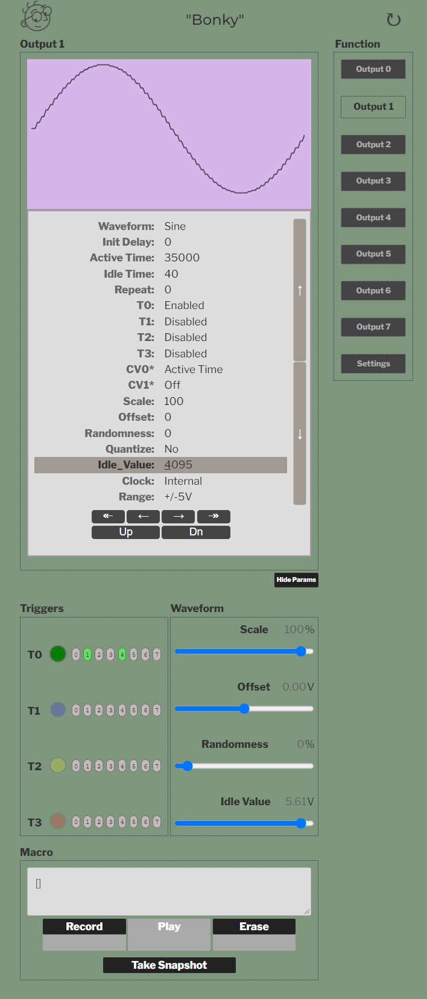 "Bonky"
↻
Output 1
Waveform: Sine
Init Delay: 0
Active Time: 35000
Idle Time: 40
Repeat: 0
T0: Enabled
T1: Disabled
T2: Disabled
T3: Disabled
CV0* Active Time
CV1* Off
Scale: 100
Offset: 0
Randomness: 0
Quantize: No
Idle_Value: 4095
Clock: Internal
Range: +/-5V
↑
↓
↞ ← → ↠
Up Dn
Hide Params
Function
Output 0
Output 1
Output 2
Output 3
Output 4
Output 5
Output 6
Output 7
Settings
Triggers
T0 0 1 2 3 4 5 6 7
T1 0 1 2 3 4 5 6 7
T2 0 1 2 3 4 5 6 7
T3 0 1 2 3 4 5 6 7
Waveform
Scale 100%
Offset 0.00V
Randomness 0%
Idle Value 5.61V
Macro
[]
Record Play Erase
Take Snapshot